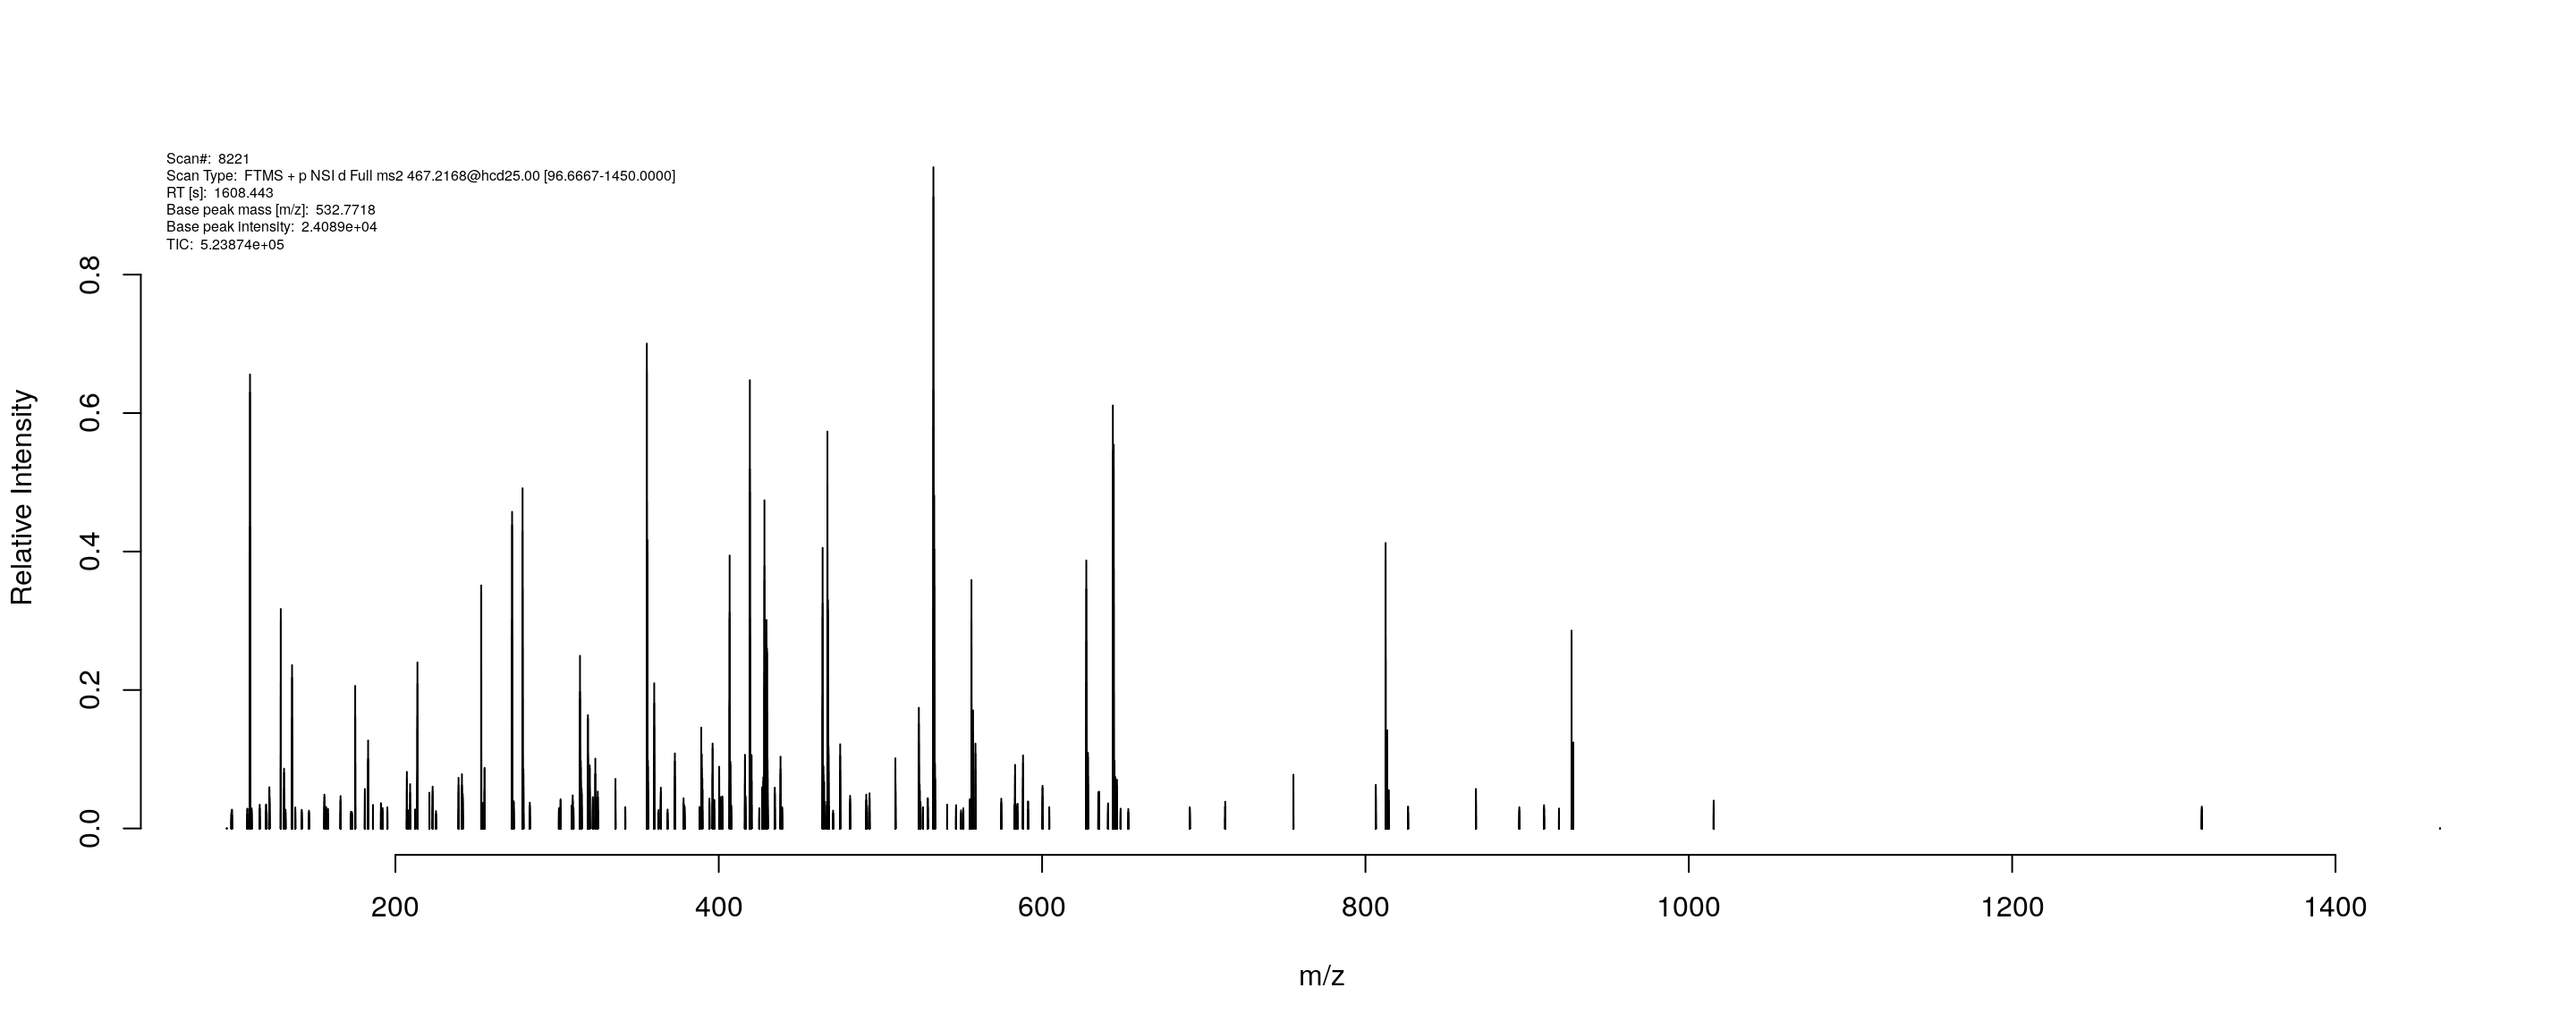 Scan#: 8221
Scan Type: FTMS + p NSI d Full ms2 467.2168@hcd25.00 [96.6667-1450.0000]
RT [s]: 1608.443
Base peak mass [m/z]: 532.7718
Base peak intensity: 2.4089e+04
TIC: 5.23874e+05
0.8
0.6
0.4
0.2
0.0
Relative Intensity
200 400 600 800 1000 1200 1400
m/z